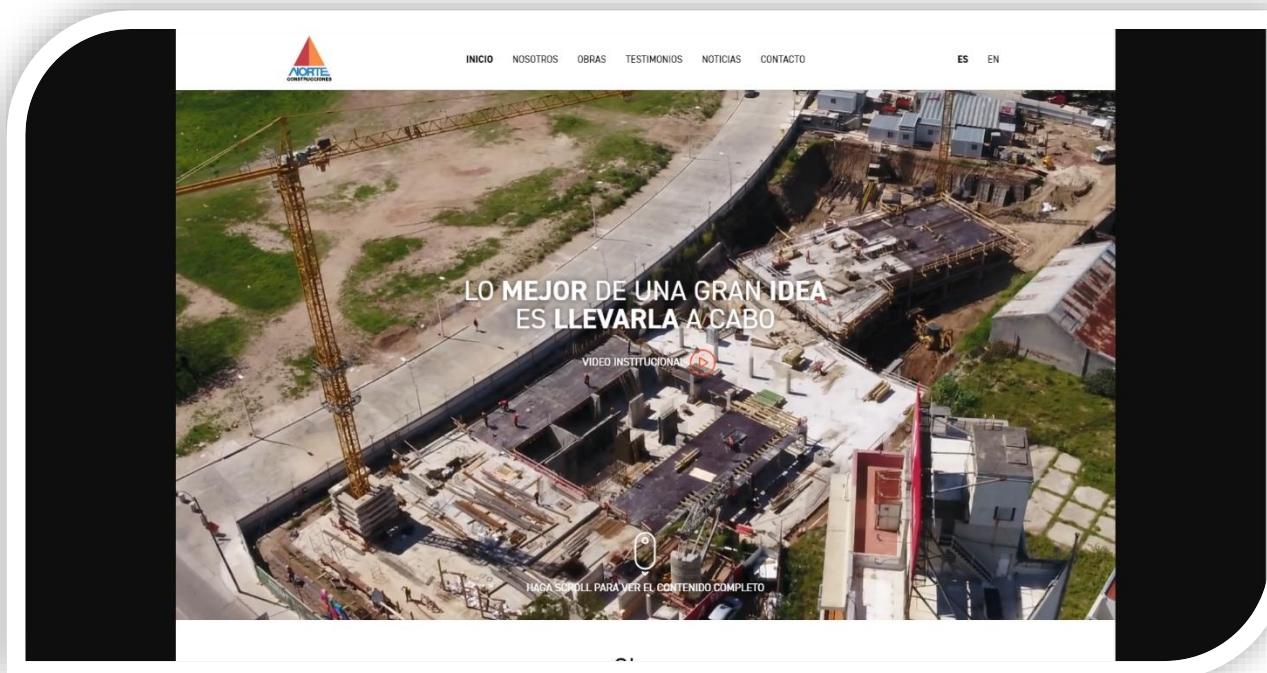 NORTE
CONSTRUCCIONES
INICIO NOSOTROS OBRAS TESTIMONIOS NOTICIAS CONTACTO
ES EN
LO MEJOR DE UNA GRAN IDEA
ES LLEVARLA A CABO
VIDEO INSTITUCIONAL
HAGA SCROLL PARA VER EL CONTENIDO COMPLETO